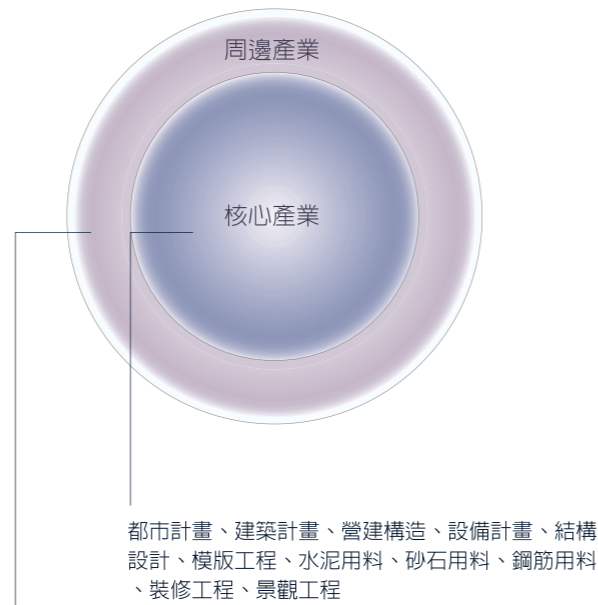 周邊產業
核心產業
都市計畫、建築計畫、營建構造、設備計畫、結構
設計、模版工程、水泥用料、砂石用料、鋼筋用料
、裝修工程、景觀工程